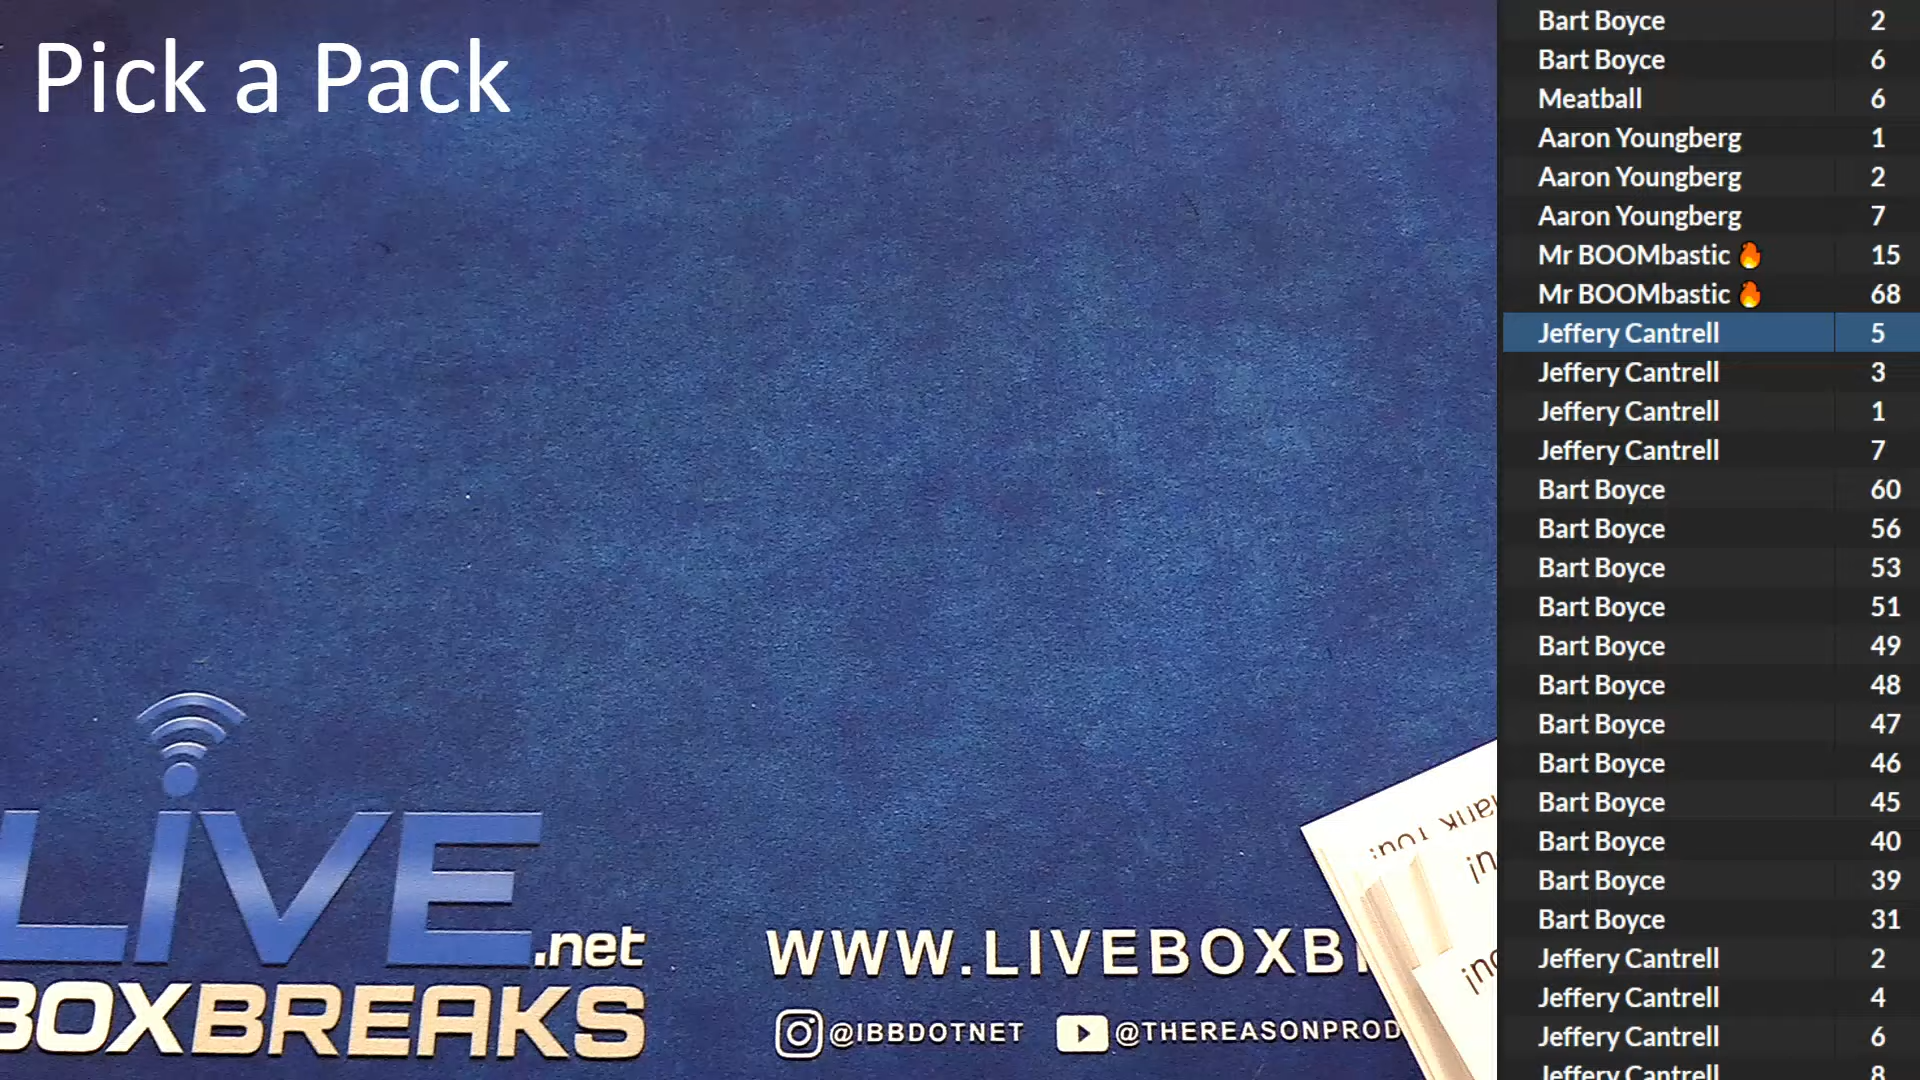 Pick a Pack
Bart Boyce 2
Bart Boyce 6
Meatball 6
Aaron Youngberg 1
Aaron Youngberg 2
Aaron Youngberg 7
Mr BOOMbastic 🔥 15
Mr BOOMbastic 🔥 68
Jeffery Cantrell 5
Jeffery Cantrell 3
Jeffery Cantrell 1
Jeffery Cantrell 7
Bart Boyce 60
Bart Boyce 56
Bart Boyce 53
Bart Boyce 51
Bart Boyce 49
Bart Boyce 48
Bart Boyce 47
Bart Boyce 46
Bart Boyce 45
Bart Boyce 40
Bart Boyce 39
Bart Boyce 31
Jeffery Cantrell 2
Jeffery Cantrell 4
Jeffery Cantrell 6
Jeffery Cantrell 8
LiVE.net
BOXBREAKS
WWW.LIVEBOXB
@IBBDOTNET @THEREASONPROD